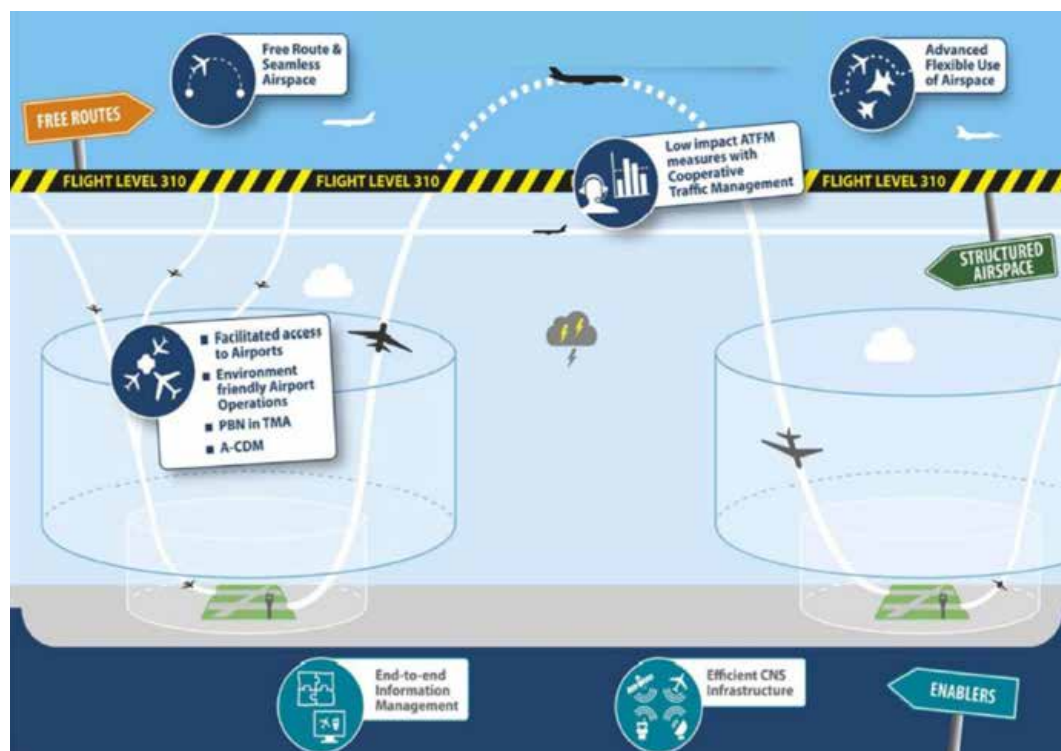 Free Route &
Seamless
Airspace
Advanced
Flexible Use
of Airspace
FREE ROUTES
Low impact ATFM
measures with
Cooperative
Traffic Management
FLIGHT LEVEL 310
FLIGHT LEVEL 310
FLIGHT LEVEL 310
STRUCTURED
AIRSPACE
■ Facilitated access
to Airports
■ Environment
friendly Airport
Operations
■ PBN in TMA
■ A-CDM
End-to-end
Information
Management
Efficient CNS
Infrastructure
ENABLERS